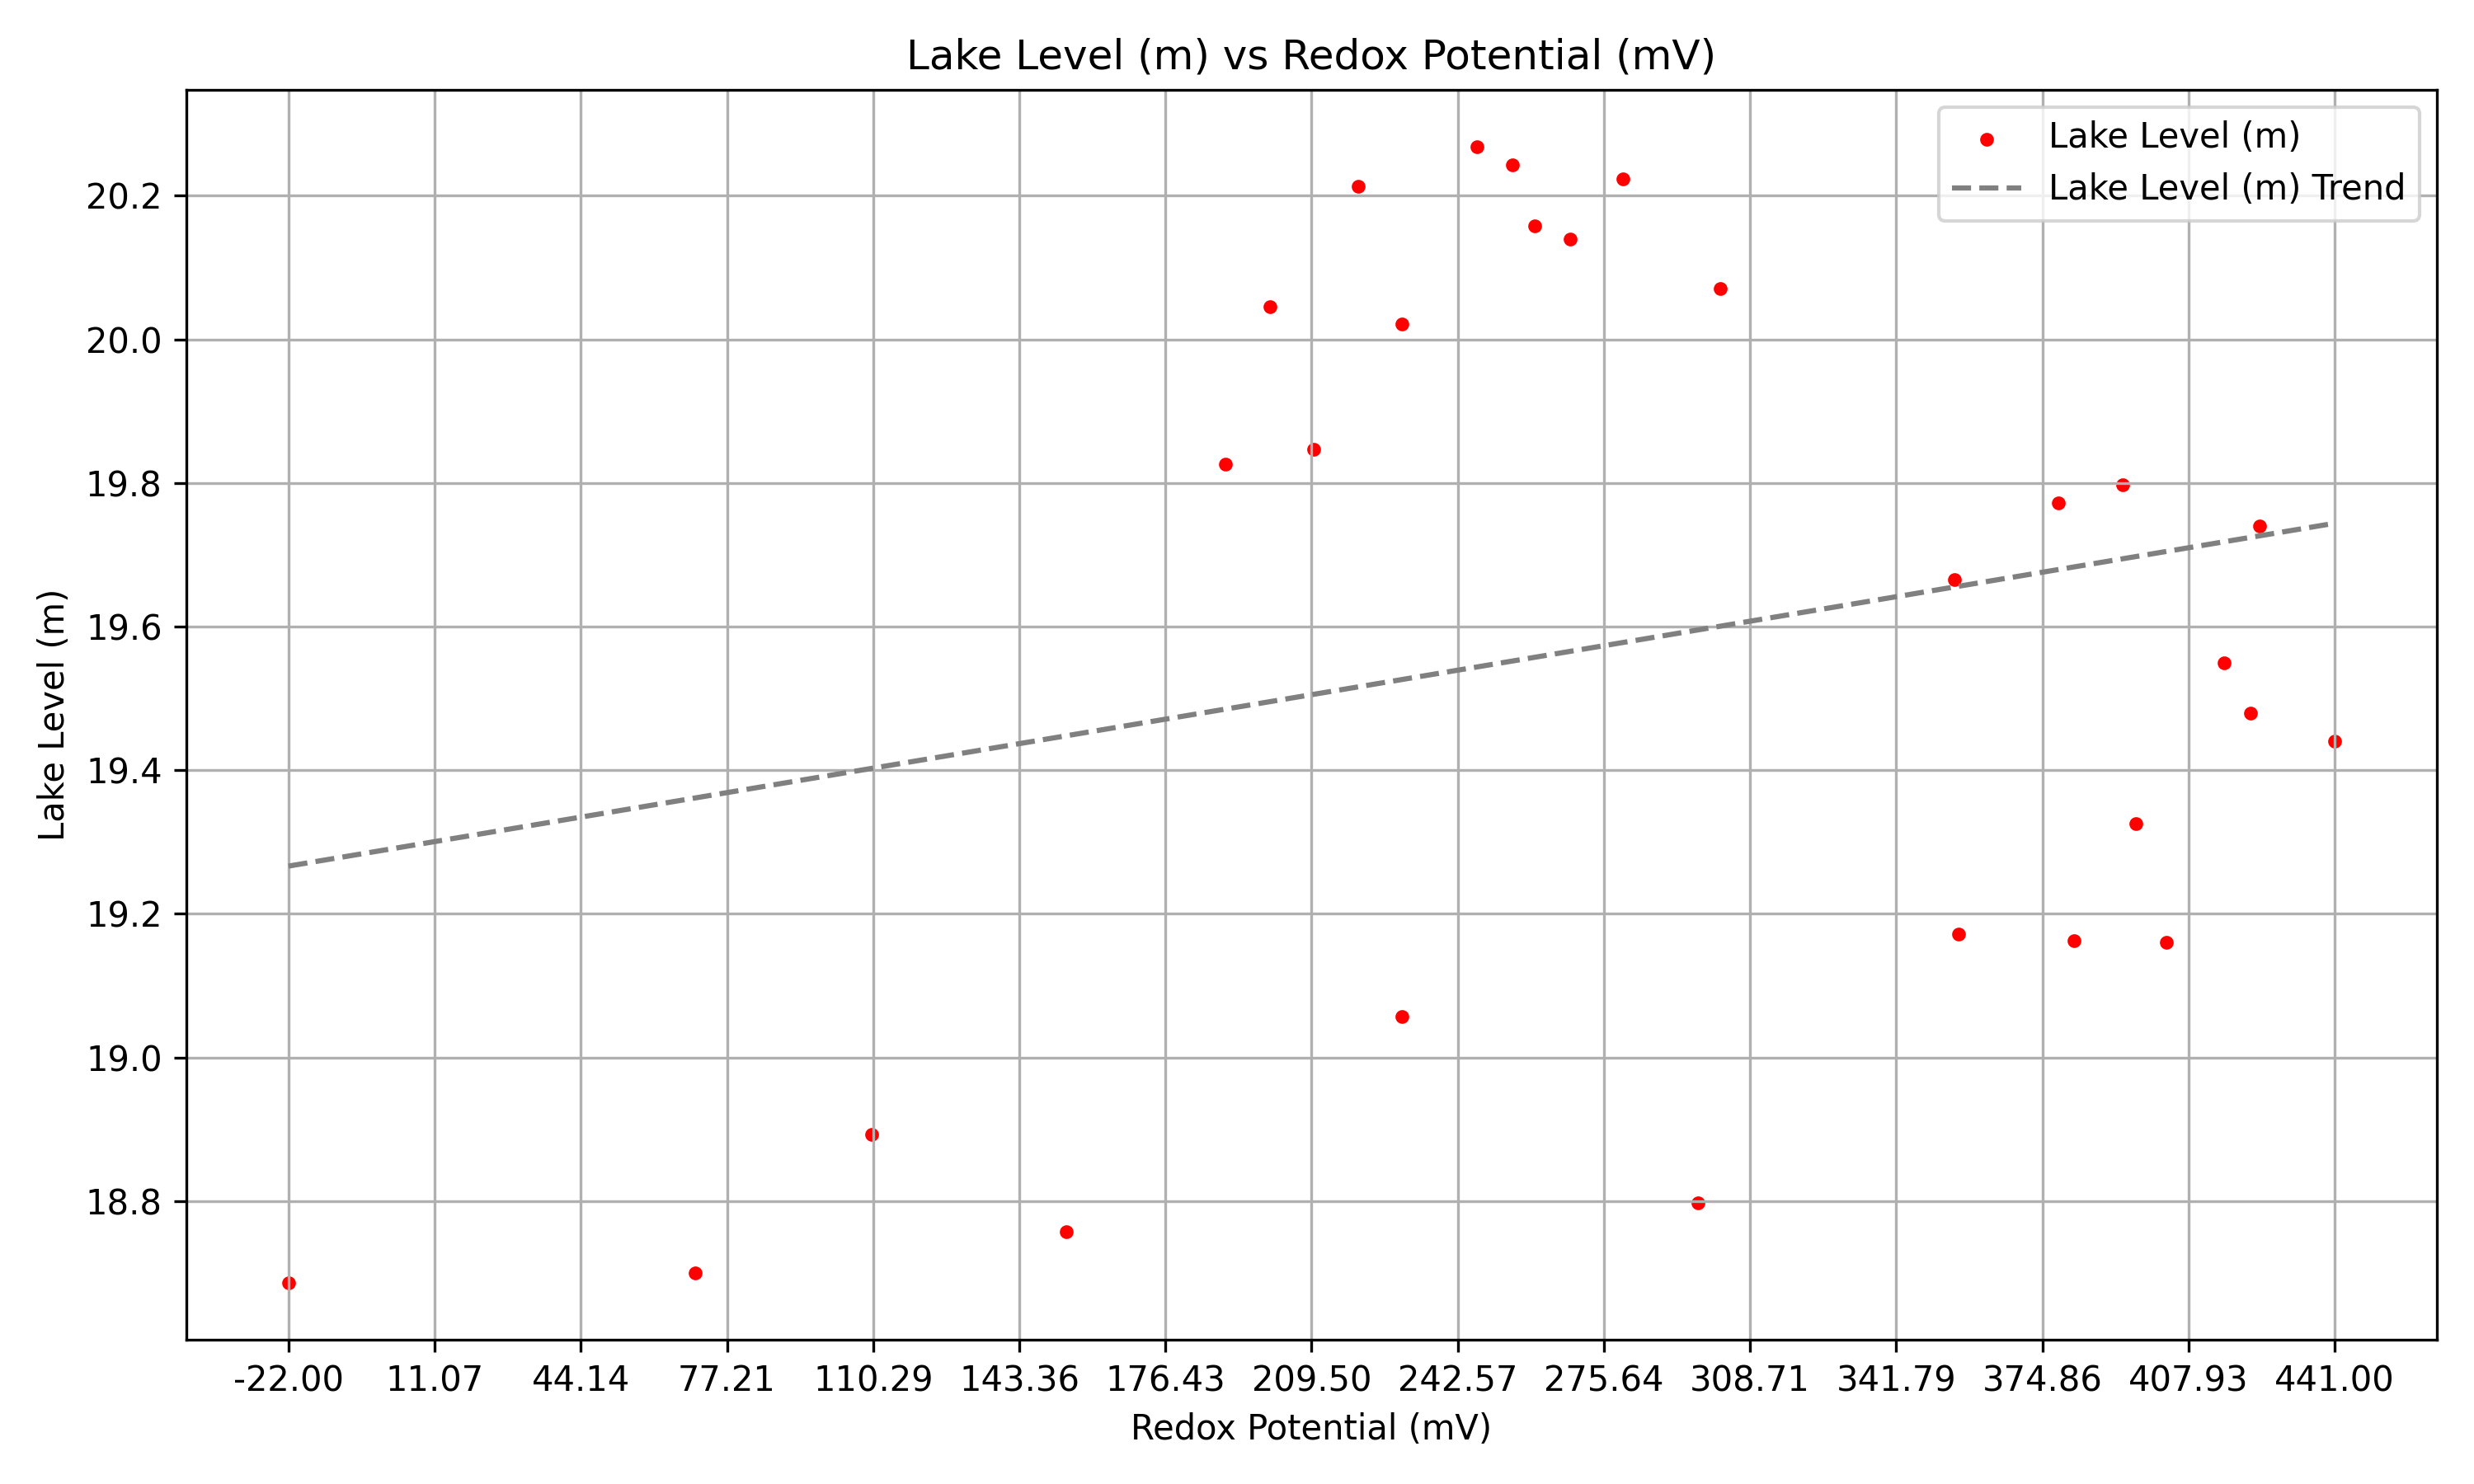 Lake Level (m) vs Redox Potential (mV)
Lake Level (m)
Lake Level (m) Trend
Lake Level (m)
20.2
20.0
19.8
19.6
19.4
19.2
19.0
18.8
-22.00 11.07 44.14 77.21 110.29 143.36 176.43 209.50 242.57 275.64 308.71 341.79 374.86 407.93 441.00
Redox Potential (mV)